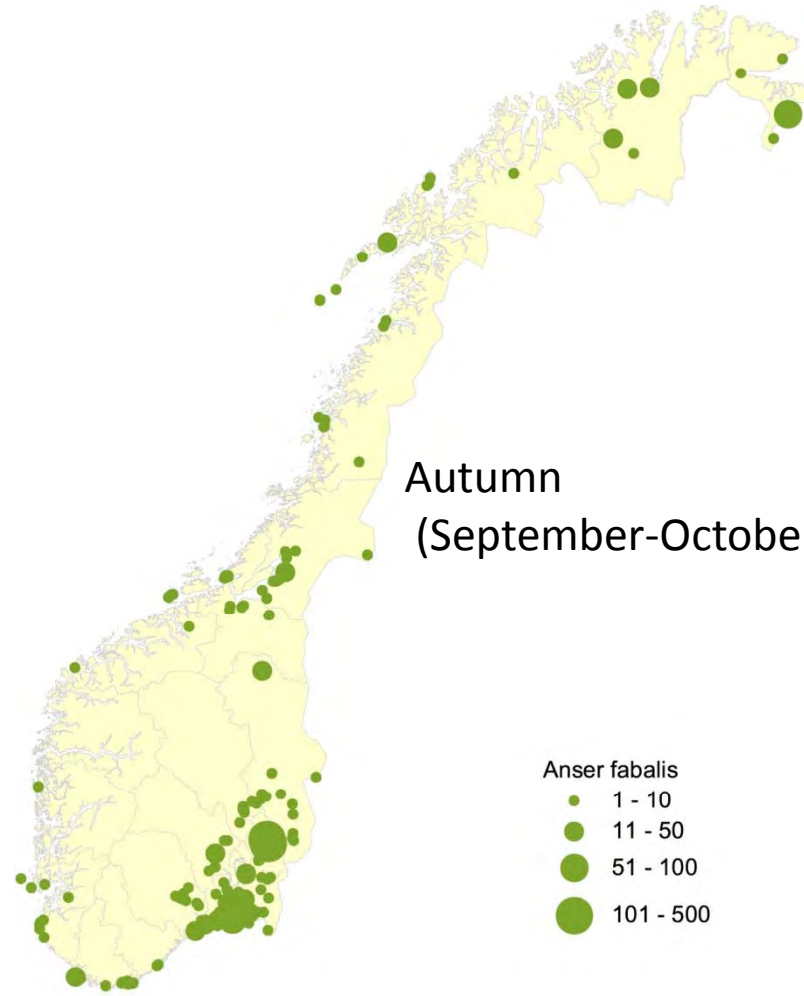 Autumn
(September-Octobe
Anser fabalis
1 - 10
11 - 50
51 - 100
101 - 500